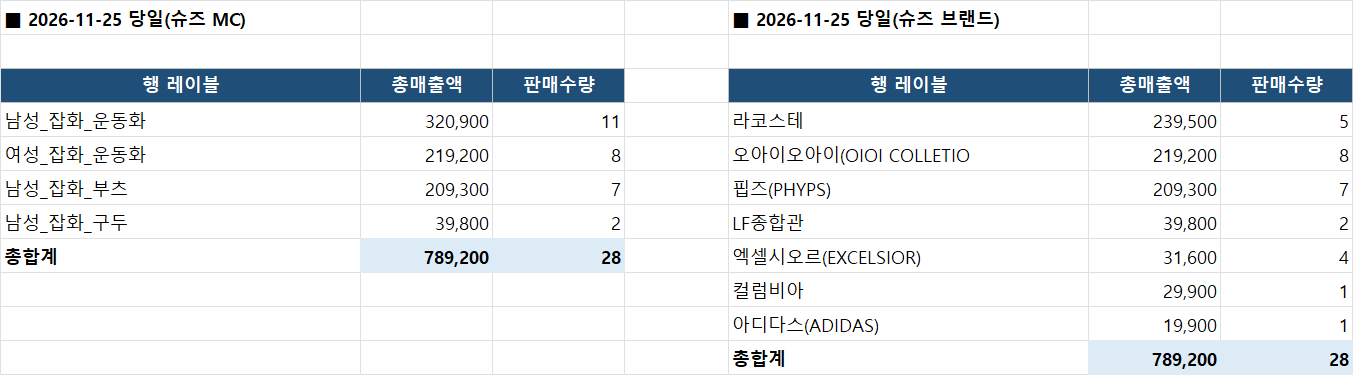 ■ 2026-11-25 당일(슈즈 MC)
행 레이블 총매출액 판매수량
남성_잡화_운동화 320,900 11
여성_잡화_운동화 219,200 8
남성_잡화_부츠 209,300 7
남성_잡화_구두 39,800 2
총합계 789,200 28
■ 2026-11-25 당일(슈즈 브랜드)
행 레이블 총매출액 판매수량
라코스테 239,500 5
오아이오아이(OIOI COLLETIO 219,200 8
핍즈(PHYPS) 209,300 7
LF종합관 39,800 2
엑셀시오르(EXCELSIOR) 31,600 4
컬럼비아 29,900 1
아디다스(ADIDAS) 19,900 1
총합계 789,200 28